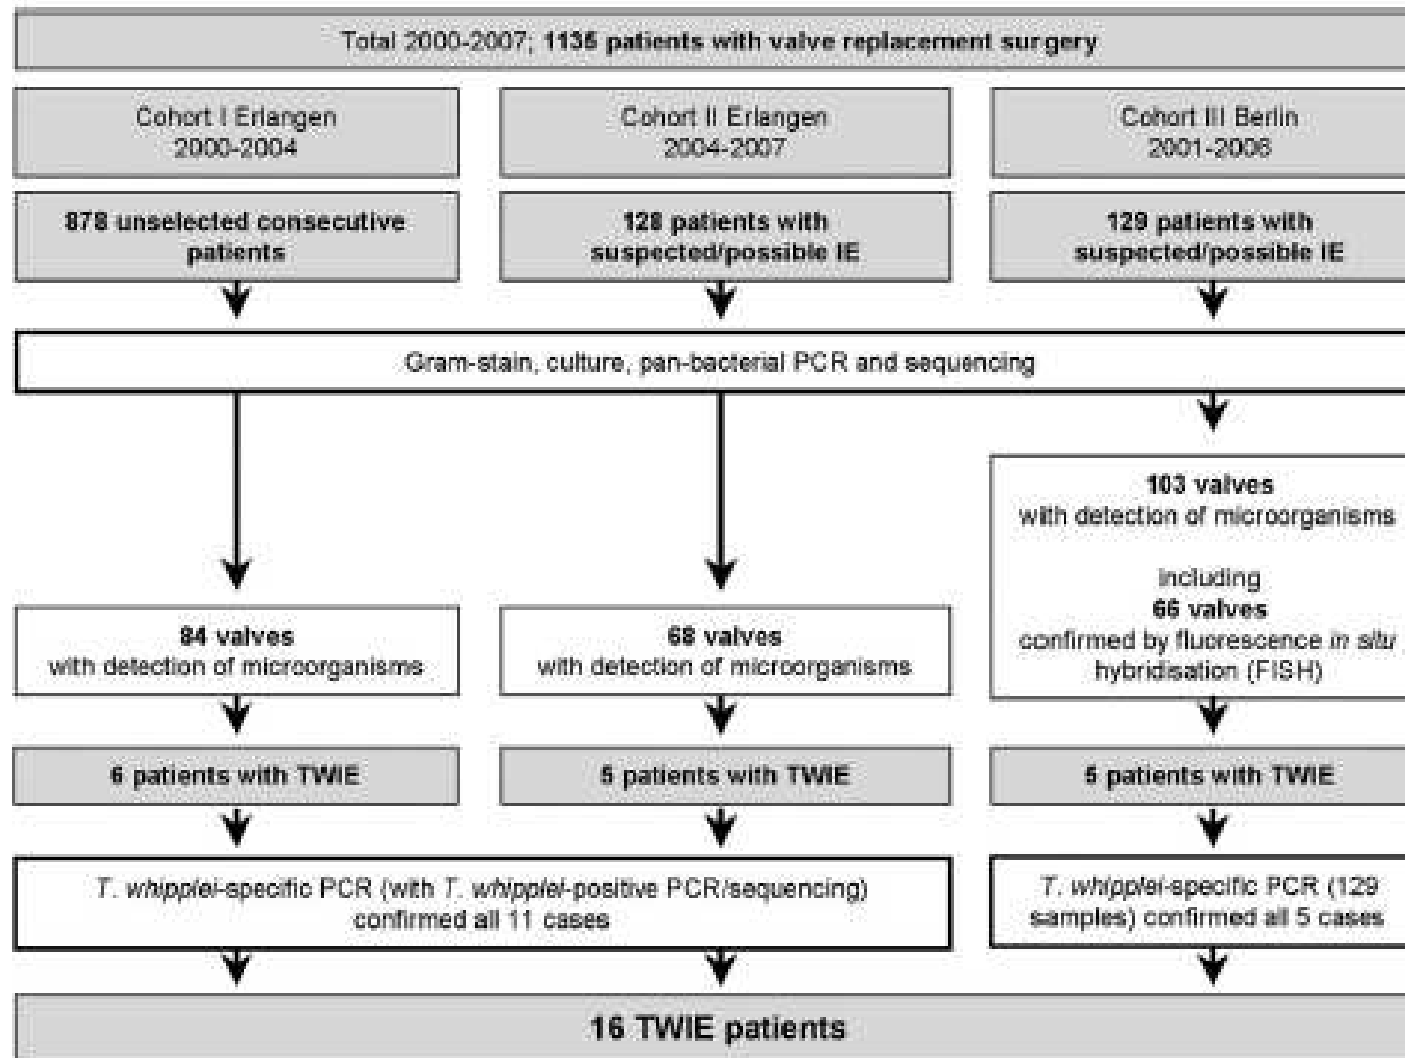 Total 2000-2007; 1135 patients with valve replacement surgery
Cohort I Erlangen
2000-2004
Cohort II Erlangen
2004-2007
Cohort III Berlin
2001-2006
878 unselected consecutive
patients
128 patients with
suspected/possible IE
129 patients with
suspected/possible IE
Gram-stain, culture, pan-bacterial PCR and sequencing
103 valves
with detection of microorganisms
including
66 valves
confirmed by fluorescence in situ
hybridisation (FISH)
84 valves
with detection of microorganisms
68 valves
with detection of microorganisms
6 patients with TWIE
5 patients with TWIE
5 patients with TWIE
T. whipplei-specific PCR (with T. whipplei-positive PCR/sequencing)
confirmed all 11 cases
T. whipplei-specific PCR (129
samples) confirmed all 5 cases
16 TWIE patients